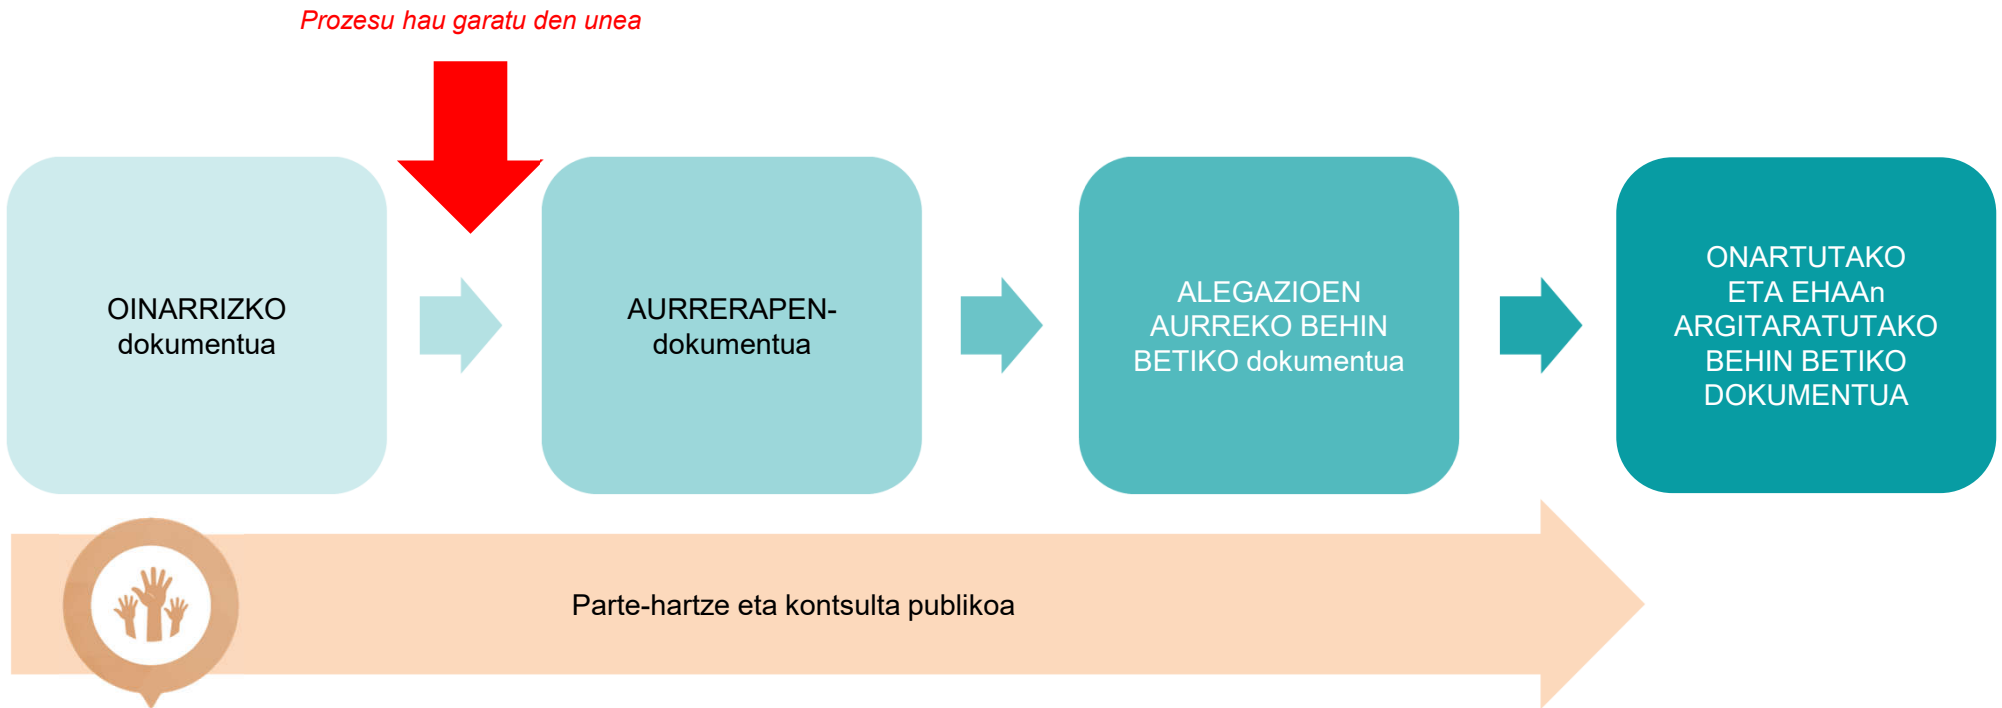 Prozesu hau garatu den unea
OINARRIZKO
dokumentua
AURRERAPEN-
dokumentua
ALEGAZIOEN
AURREKO BEHIN
BETIKO dokumentua
ONARTUTAKO
ETA EHAAn
ARGITARATUTAKO
BEHIN BETIKO
DOKUMENTUA
Parte-hartze eta kontsulta publikoa